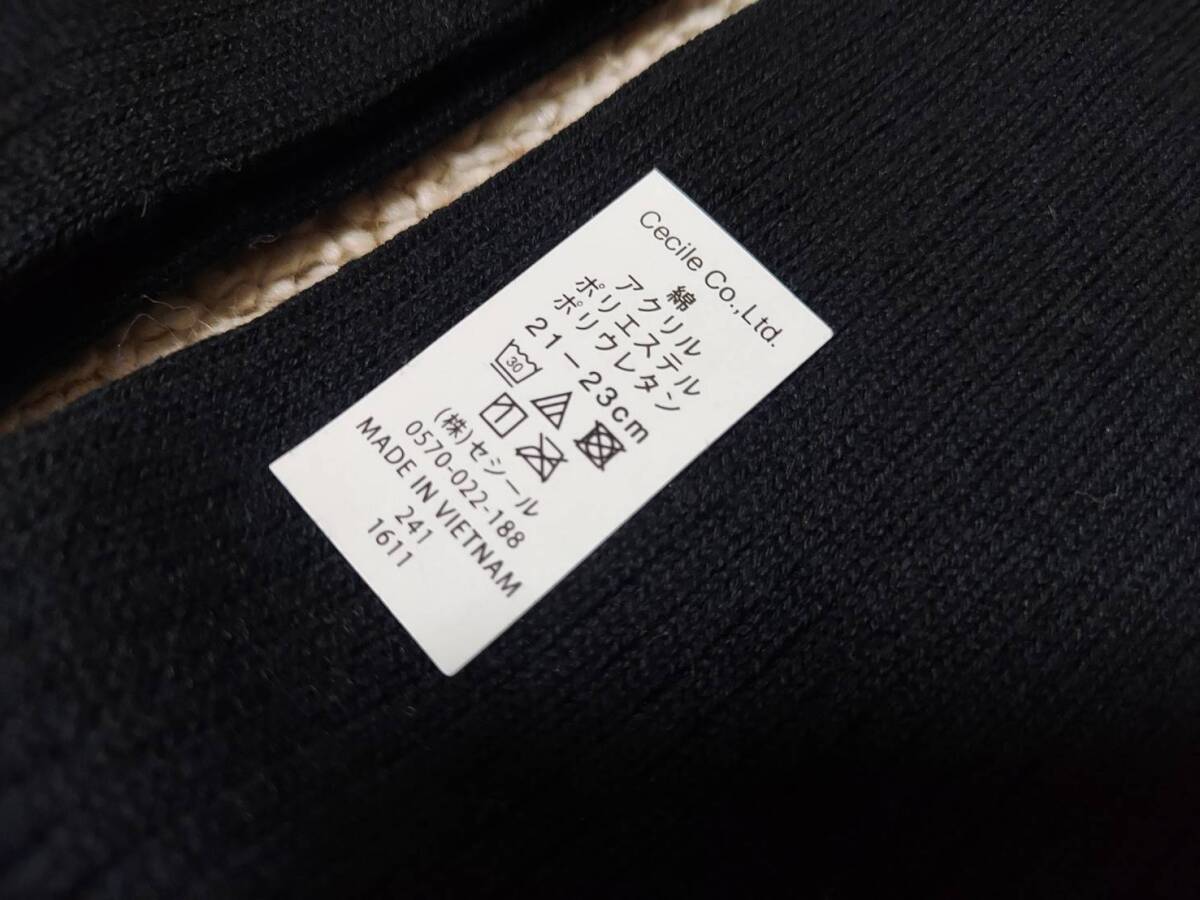 Cecile Co.,Ltd.
綿
アクリル
ポリエステル
ポリウレタン
21－23cm
30
(株)セシール
0570-022-188
MADE IN VIETNAM
241
1611